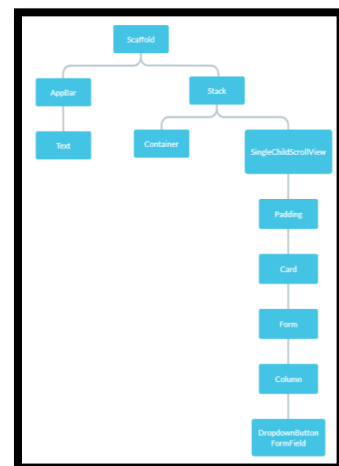 Scaffold
AppBar
Stack
Text
Container
SingleChildScrollView
Padding
Card
Form
Column
DropdownButton
FormField